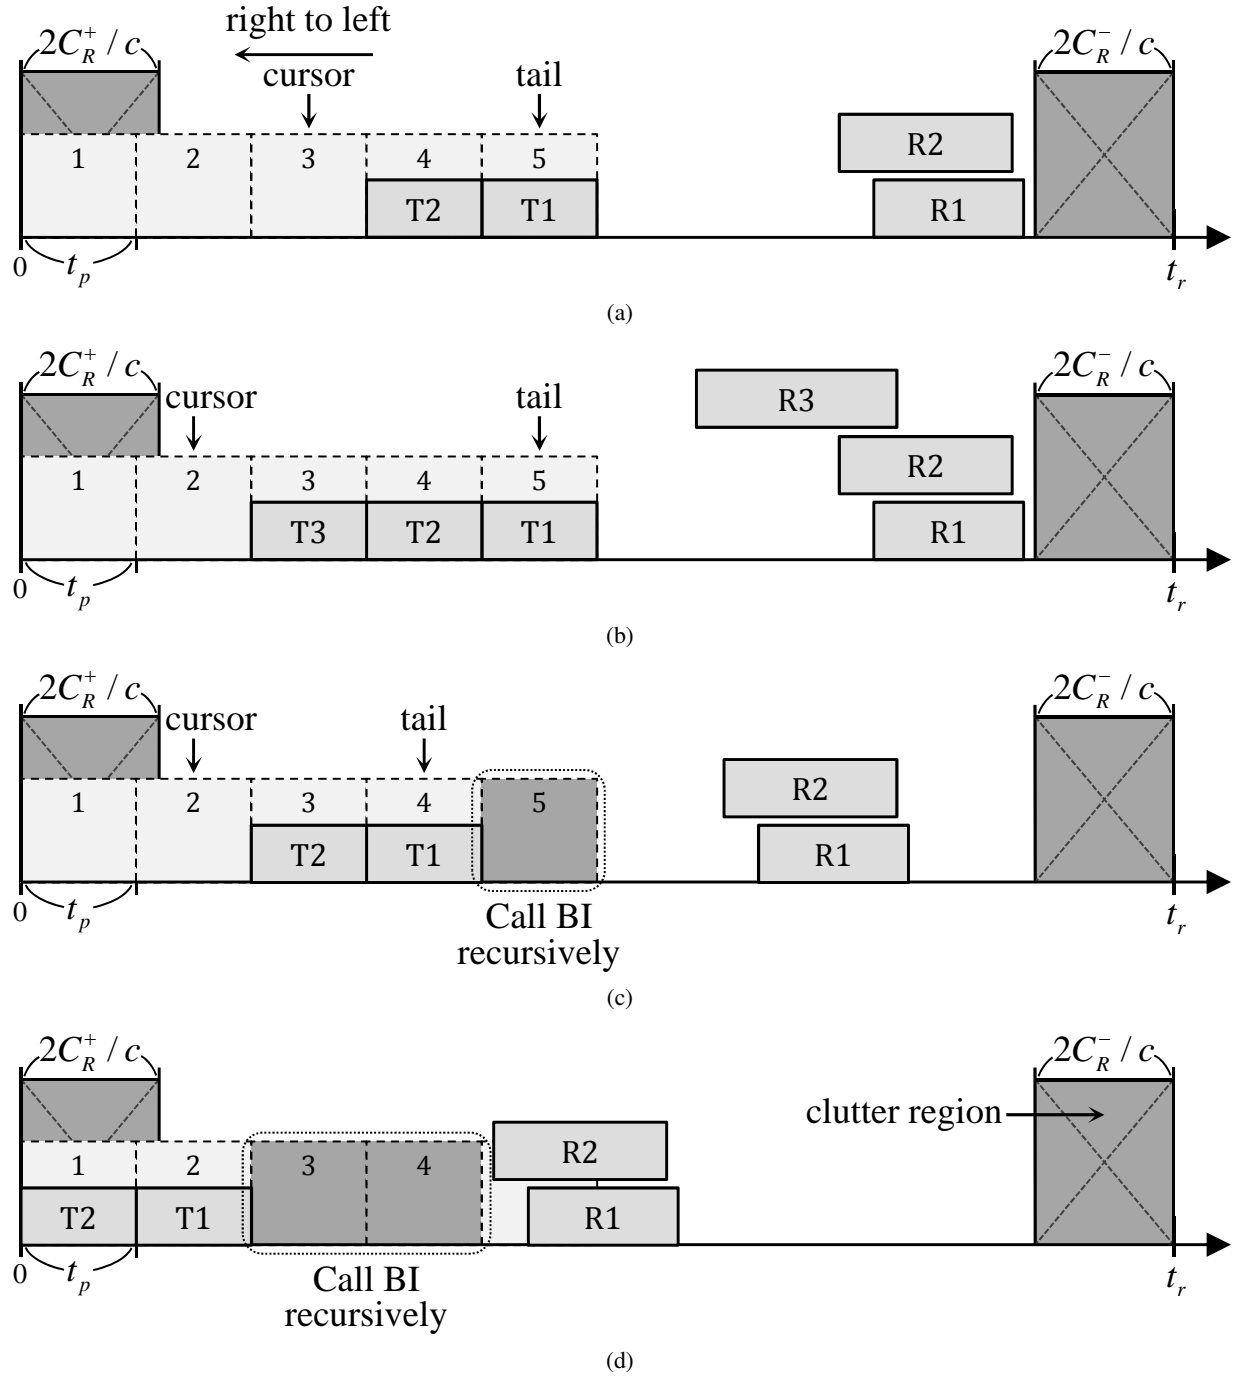 right to left
2C_R^+ / c
cursor
tail
2C_R^- / c
1 2 3 4 5
T2 T1
R2
R1
0 t_p t_r
(a)
2C_R^+ / c
cursor
tail
2C_R^- / c
R3
R2
1 2 3 4 5
T3 T2 T1
R1
0 t_p t_r
(b)
2C_R^+ / c
cursor
tail
2C_R^- / c
R2
1 2 3 4 5
T2 T1
R1
0 t_p t_r
Call BI
recursively
(c)
2C_R^+ / c
2C_R^- / c
clutter region
R2
1 2 3 4
T2 T1
R1
0 t_p t_r
Call BI
recursively
(d)